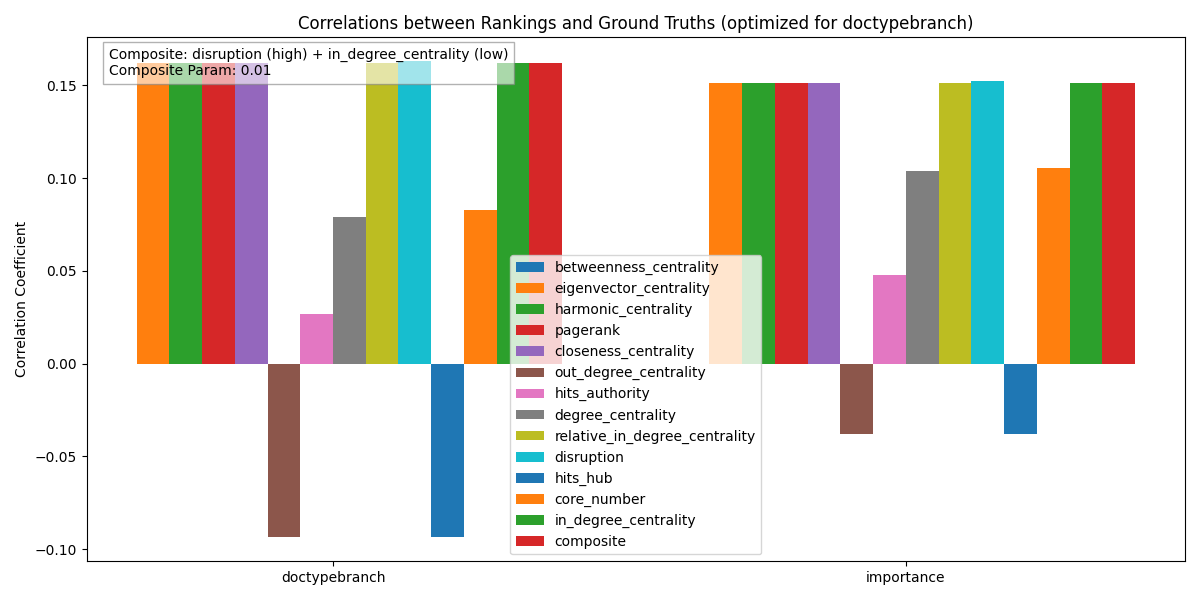 Correlations between Rankings and Ground Truths (optimized for doctypebranch)
Composite: disruption (high) + in_degree_centrality (low)
Composite Param: 0.01
0.15
0.10
0.05
0.00
−0.05
−0.10
Correlation Coefficient
betweenness_centrality
eigenvector_centrality
harmonic_centrality
pagerank
closeness_centrality
out_degree_centrality
hits_authority
degree_centrality
relative_in_degree_centrality
disruption
hits_hub
core_number
in_degree_centrality
composite
doctypebranch
importance